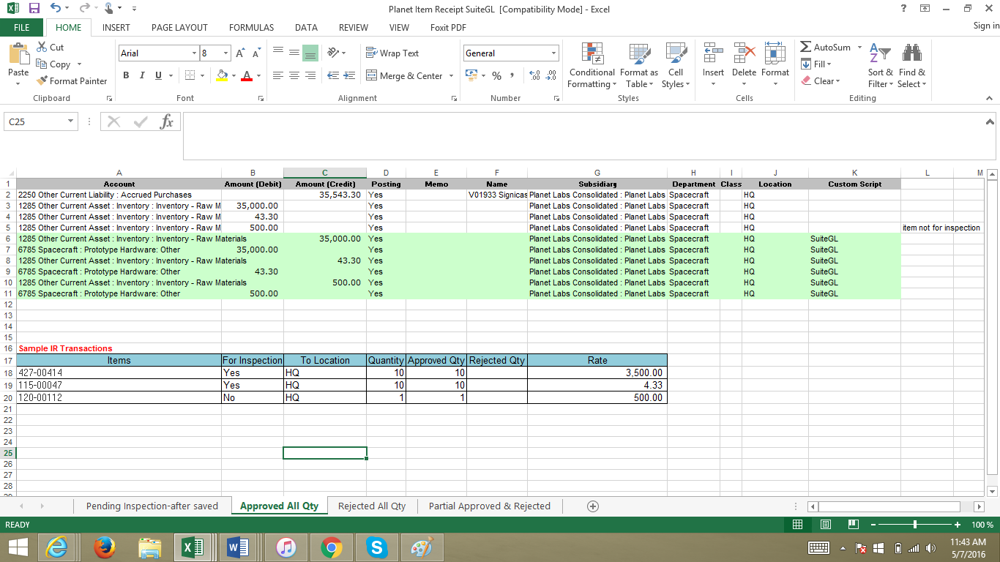 Planet Item Receipt SuiteGL [Compatibility Mode] - Excel
?
FILE HOME INSERT PAGE LAYOUT FORMULAS DATA REVIEW VIEW Foxit PDF Sign in
Paste Cut Copy Format Painter
Arial 8 A A
B I U A
Wrap Text
Merge & Center
General
% ,
Conditional Formatting Format as Table Cell Styles
Insert Delete Format
AutoSum Fill Clear
Sort & Filter Find & Select
Clipboard Font Alignment Number Styles Cells Editing
C25 fx
A B C D E F G H I J K L M
1 Account Amount (Debit) Amount (Credit) Posting Memo Name Subsidiary Department Class Location Custom Script
2 2250 Other Current Liability : Accrued Purchases 35,543.30 Yes V01933 Signicas Planet Labs Consolidated : Planet Labs Spacecraft HQ
3 1285 Other Current Asset : Inventory : Inventory - Raw M 35,000.00 Yes Planet Labs Consolidated : Planet Labs Spacecraft HQ
4 1285 Other Current Asset : Inventory : Inventory - Raw M 43.30 Yes Planet Labs Consolidated : Planet Labs Spacecraft HQ
5 1285 Other Current Asset : Inventory : Inventory - Raw M 500.00 Yes Planet Labs Consolidated : Planet Labs Spacecraft HQ item not for inspection
6 1285 Other Current Asset : Inventory : Inventory - Raw Materials 35,000.00 Yes Planet Labs Consolidated : Planet Labs Spacecraft HQ SuiteGL
7 6785 Spacecraft : Prototype Hardware: Other 35,000.00 Yes Planet Labs Consolidated : Planet Labs Spacecraft HQ SuiteGL
8 1285 Other Current Asset : Inventory : Inventory - Raw Materials 43.30 Yes Planet Labs Consolidated : Planet Labs Spacecraft HQ SuiteGL
9 6785 Spacecraft : Prototype Hardware: Other 43.30 Yes Planet Labs Consolidated : Planet Labs Spacecraft HQ SuiteGL
10 1285 Other Current Asset : Inventory : Inventory - Raw Materials 500.00 Yes Planet Labs Consolidated : Planet Labs Spacecraft HQ SuiteGL
11 6785 Spacecraft : Prototype Hardware: Other 500.00 Yes Planet Labs Consolidated : Planet Labs Spacecraft HQ SuiteGL
12
13
14
15
16 Sample IR Transactions
17 Items For Inspection To Location Quantity Approved Qty Rejected Qty Rate
18 427-00414 Yes HQ 10 10 3,500.00
19 115-00047 Yes HQ 10 10 4.33
20 120-00112 No HQ 1 1 500.00
21
22
23
24
25
26
27
28
Pending Inspection-after saved Approved All Qty Rejected All Qty Partial Approved & Rejected
READY 100 %
11:43 AM
5/7/2016